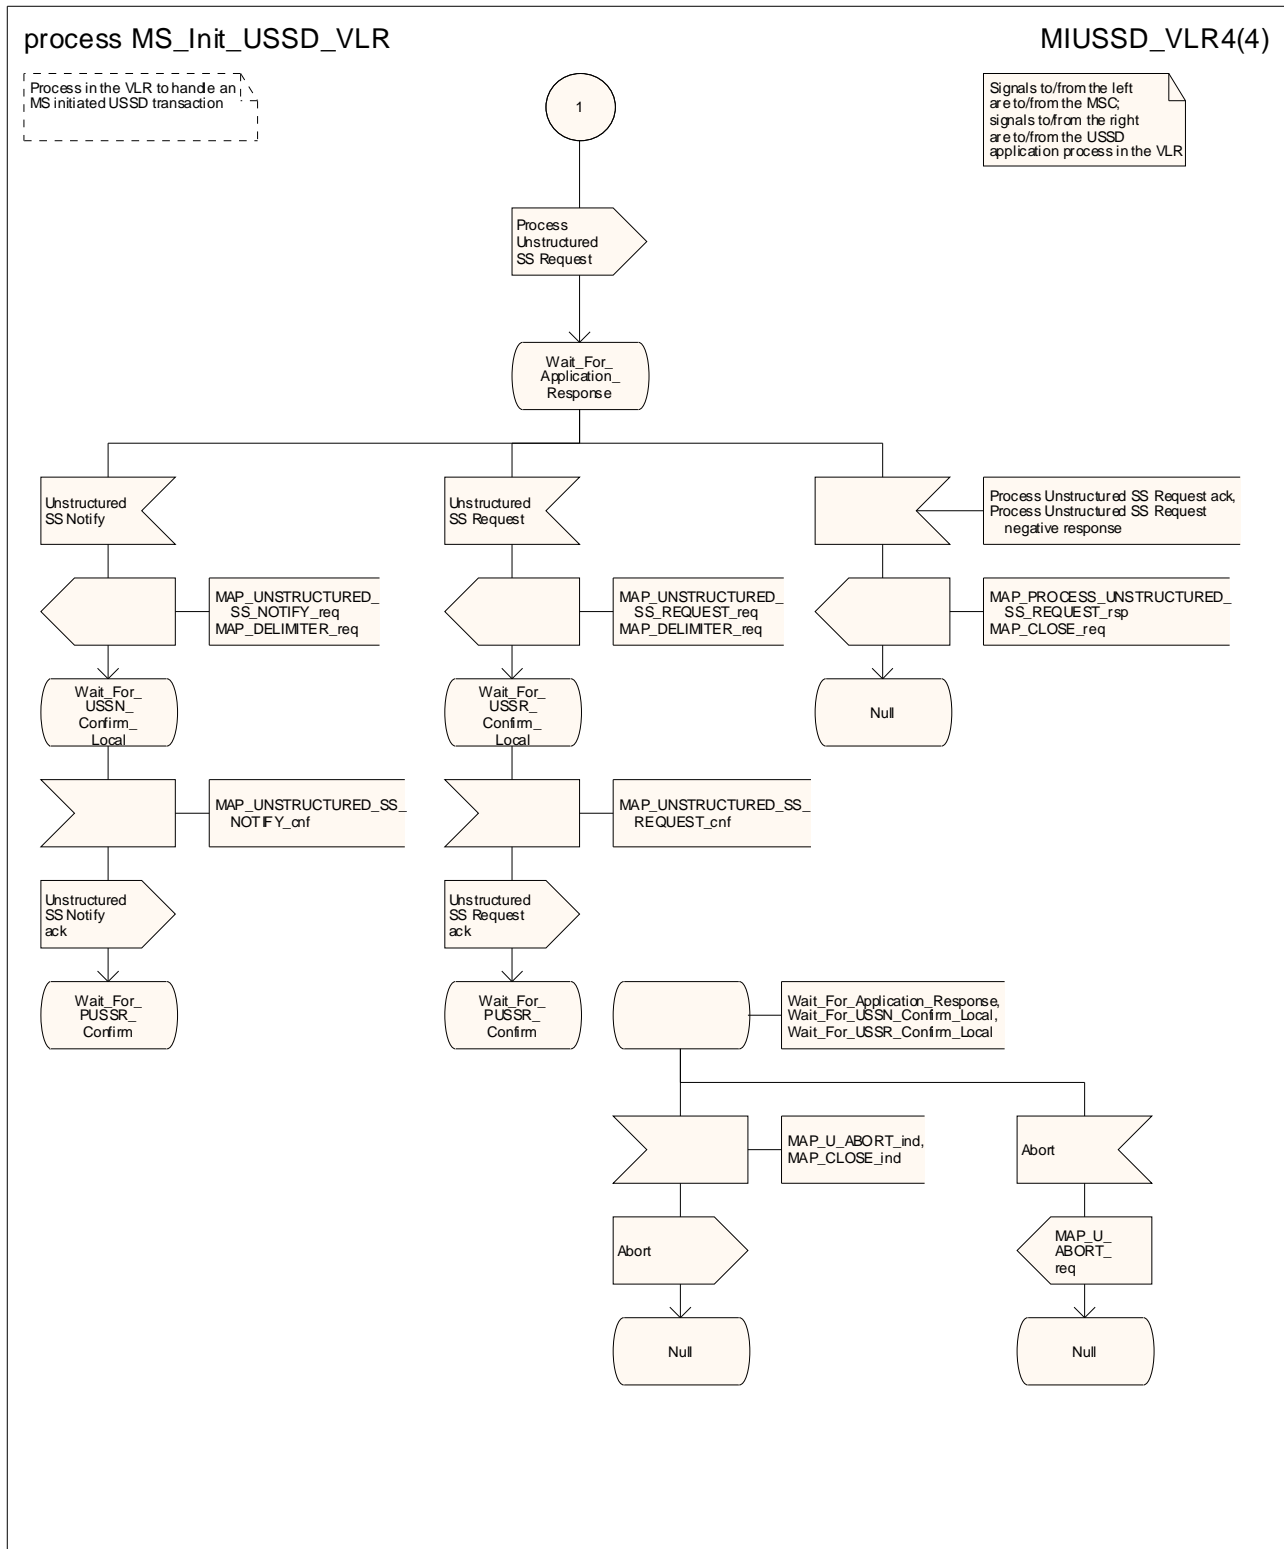 process MS_Init_USSD_VLR
MIUSSD_VLR4(4)
Process in the VLR to handle an
MS initiated USSD transaction
1
Signals to/from the left
are to/from the MSC;
signals to/from the right
are to/from the USSD
application process in the VLR
Process
Unstructured
SS Request
Wait_For_
Application_
Response
Unstructured
SS Notify
Unstructured
SS Request
Process Unstructured SS Request ack,
Process Unstructured SS Request
negative response
MAP_UNSTRUCTURED_
SS_NOTIFY_req
MAP_DELIMITER_req
MAP_UNSTRUCTURED_
SS_REQUEST_req
MAP_DELIMITER_req
MAP_PROCESS_UNSTRUCTURED_
SS_REQUEST_rsp
MAP_CLOSE_req
Wait_For_
USSN_
Confirm_
Local
Wait_For_
USSR_
Confirm_
Local
Null
MAP_UNSTRUCTURED_SS_
NOTIFY_cnf
MAP_UNSTRUCTURED_SS_
REQUEST_cnf
Unstructured
SS Notify
ack
Unstructured
SS Request
ack
Wait_For_
PUSSR_
Confirm
Wait_For_
PUSSR_
Confirm
Wait_For_Application_Response,
Wait_For_USSN_Confirm_Local,
Wait_For_USSR_Confirm_Local
MAP_U_ABORT_ind,
MAP_CLOSE_ind
Abort
Abort
MAP_U_
ABORT_
req
Null
Null